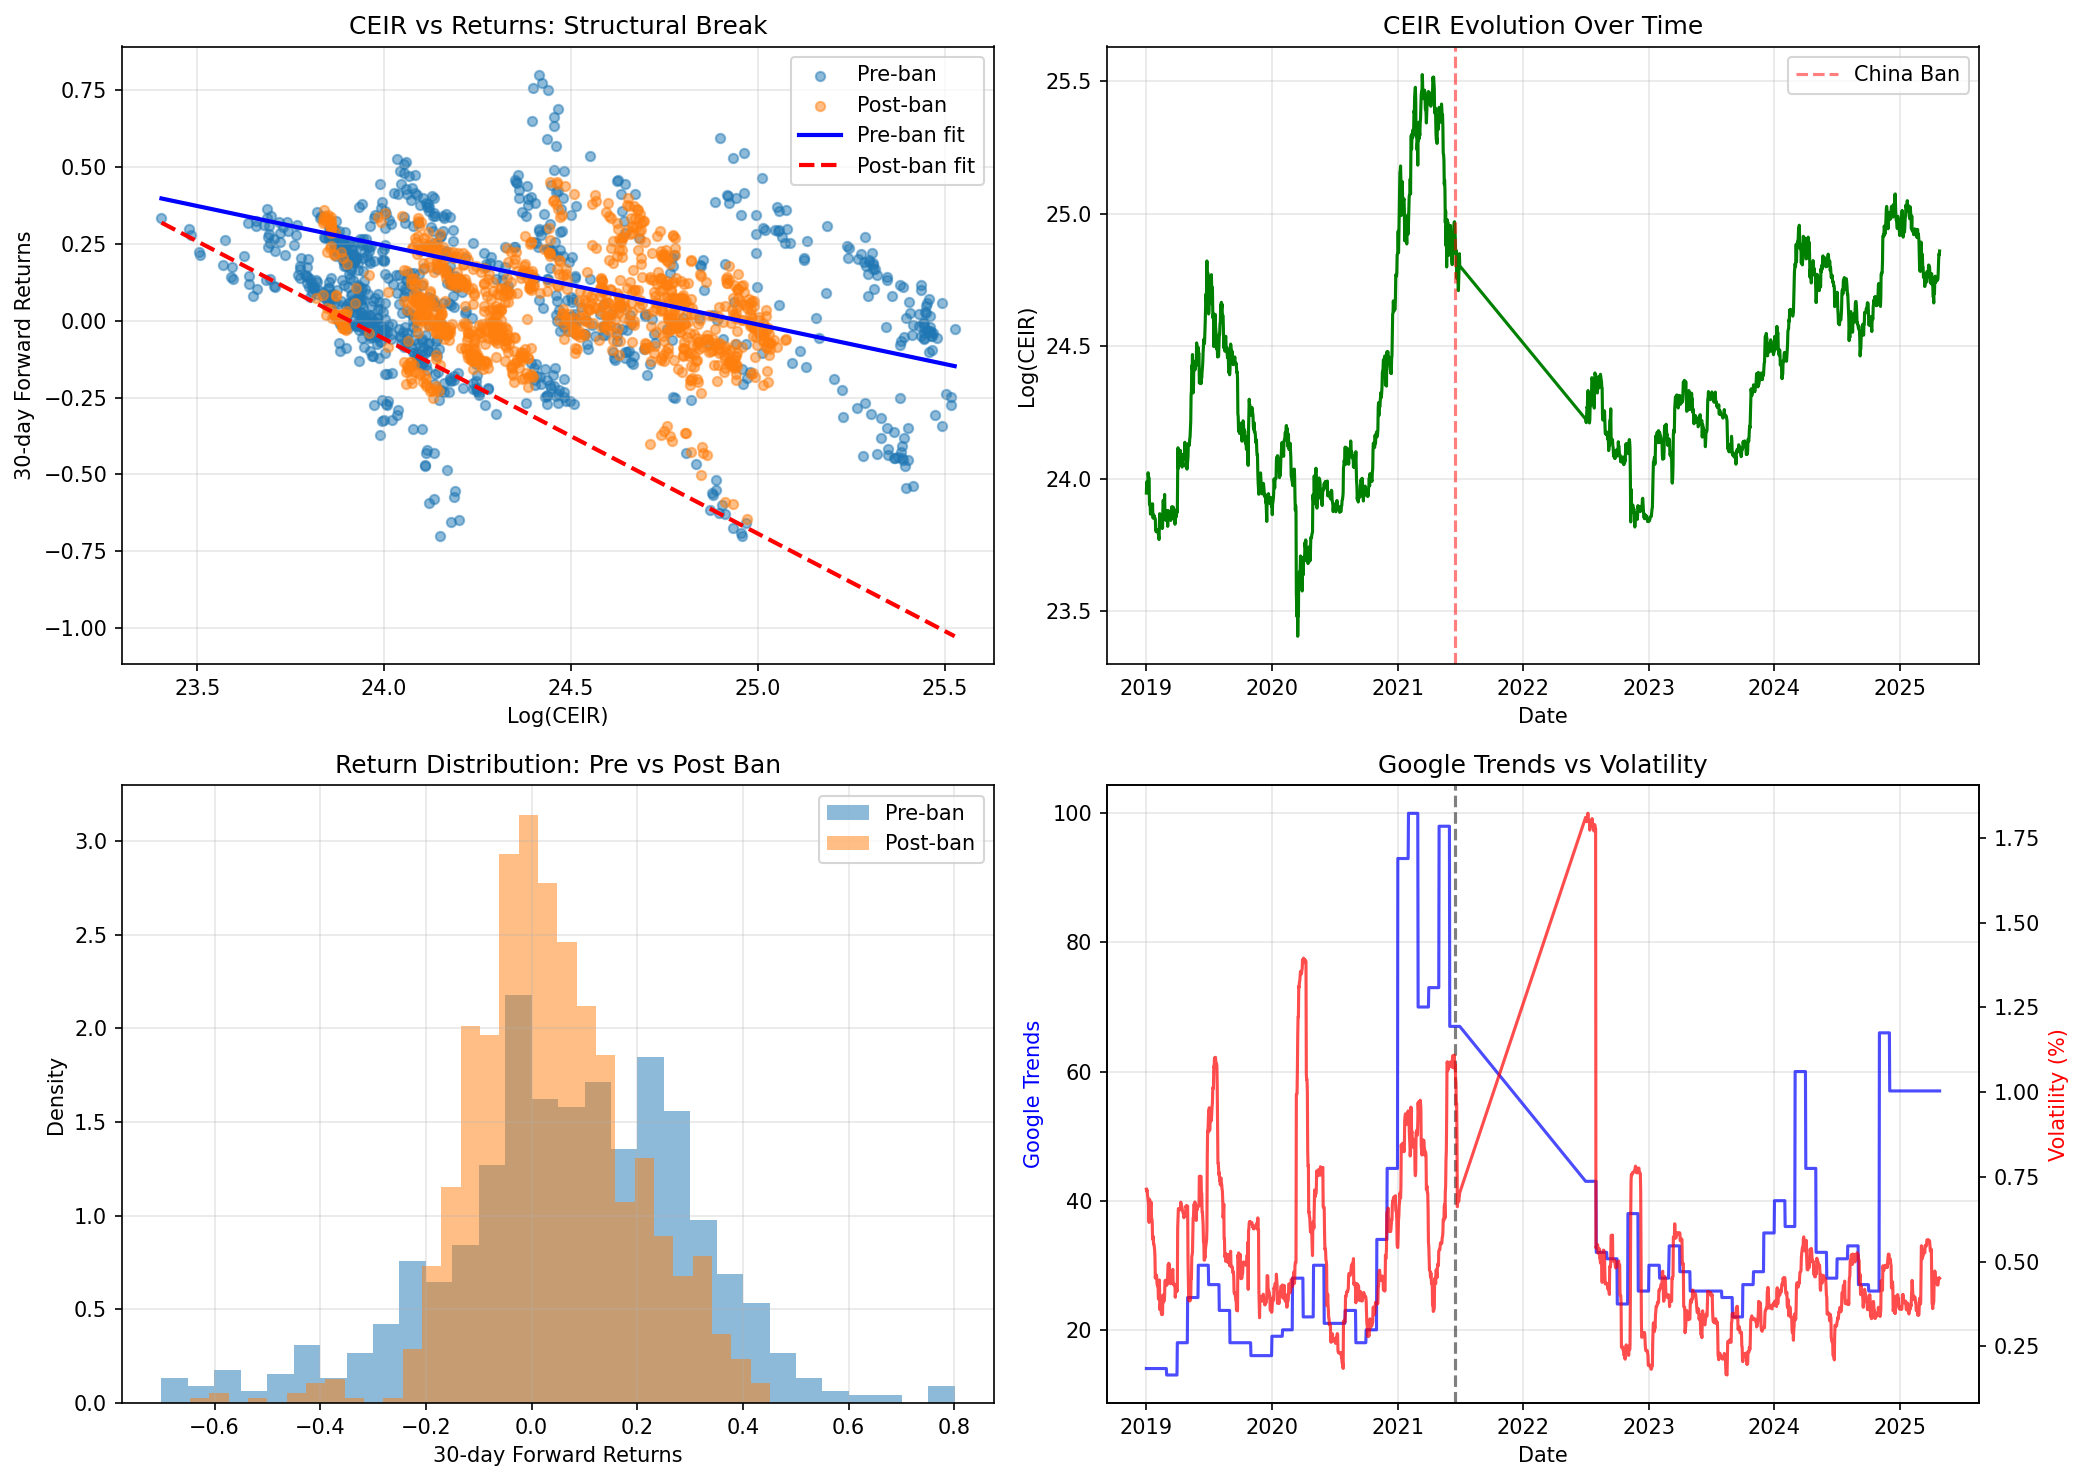 CEIR vs Returns: Structural Break
Pre-ban
Post-ban
Pre-ban fit
Post-ban fit
0.75
0.50
0.25
0.00
−0.25
−0.50
−0.75
−1.00
30-day Forward Returns
23.5 24.0 24.5 25.0 25.5
Log(CEIR)
CEIR Evolution Over Time
China Ban
25.5
25.0
24.5
24.0
23.5
Log(CEIR)
2019 2020 2021 2022 2023 2024 2025
Date
Return Distribution: Pre vs Post Ban
Pre-ban
Post-ban
3.0
2.5
2.0
1.5
1.0
0.5
0.0
Density
−0.6 −0.4 −0.2 0.0 0.2 0.4 0.6 0.8
30-day Forward Returns
Google Trends vs Volatility
100
80
60
40
20
Google Trends
1.75
1.50
1.25
1.00
0.75
0.50
0.25
Volatility (%)
2019 2020 2021 2022 2023 2024 2025
Date